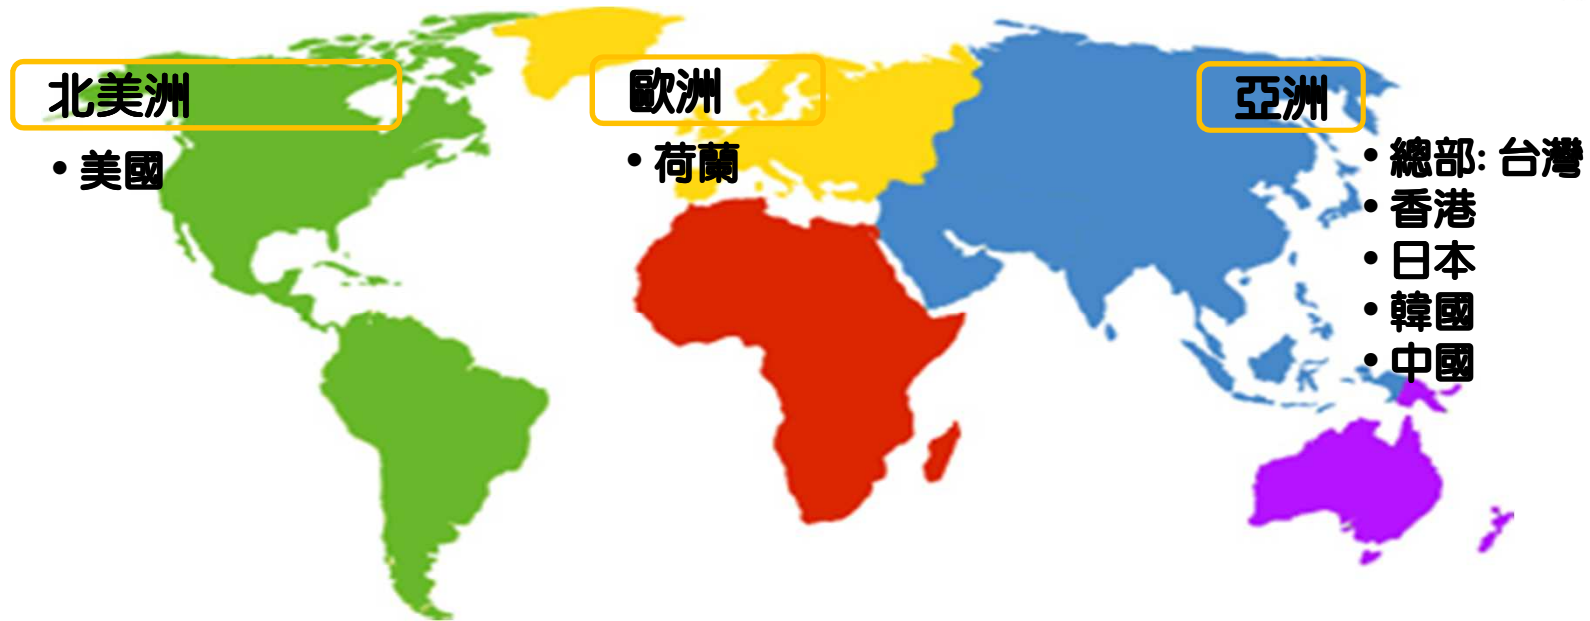 北美洲
• 美國
歐洲
• 荷蘭
亞洲
• 總部: 台灣
• 香港
• 日本
• 韓國
• 中國